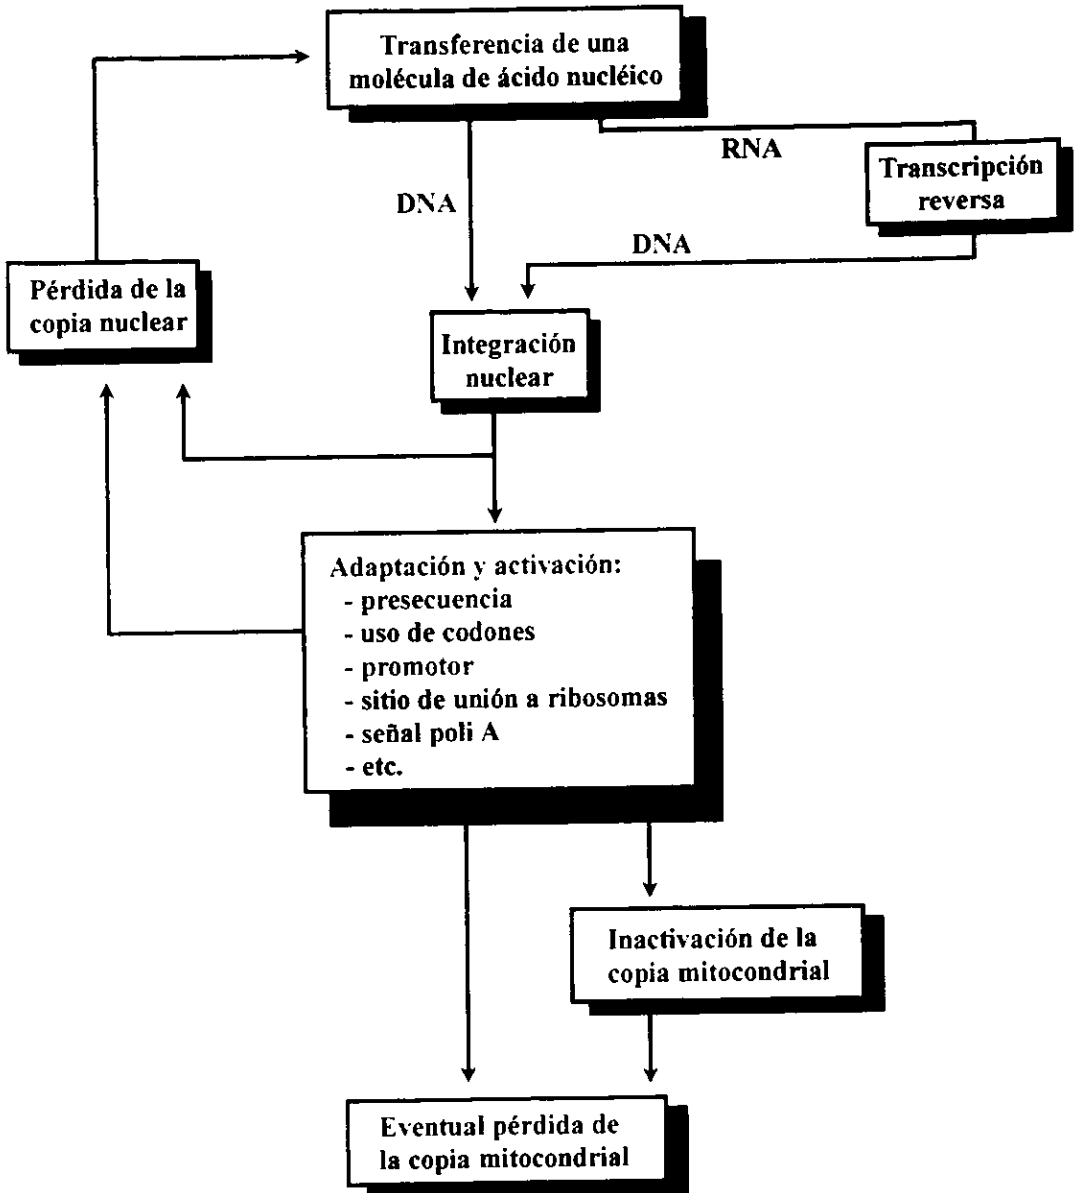 Transferencia de una
molécula de ácido nucléico
RNA
Transcripción
reversa
DNA
DNA
Pérdida de la
copia nuclear
Integración
nuclear
Adaptación y activación:
- presecuencia
- uso de codones
- promotor
- sitio de unión a ribosomas
- señal poli A
- etc.
Inactivación de la
copia mitocondrial
Eventual pérdida de
la copia mitocondrial